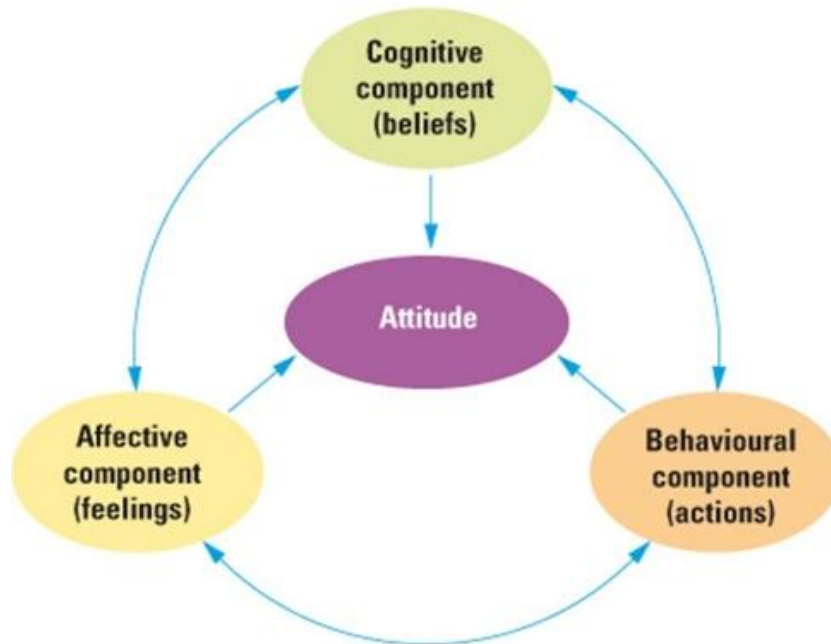 Cognitive
component
(beliefs)
Attitude
Affective
component
(feelings)
Behavioural
component
(actions)